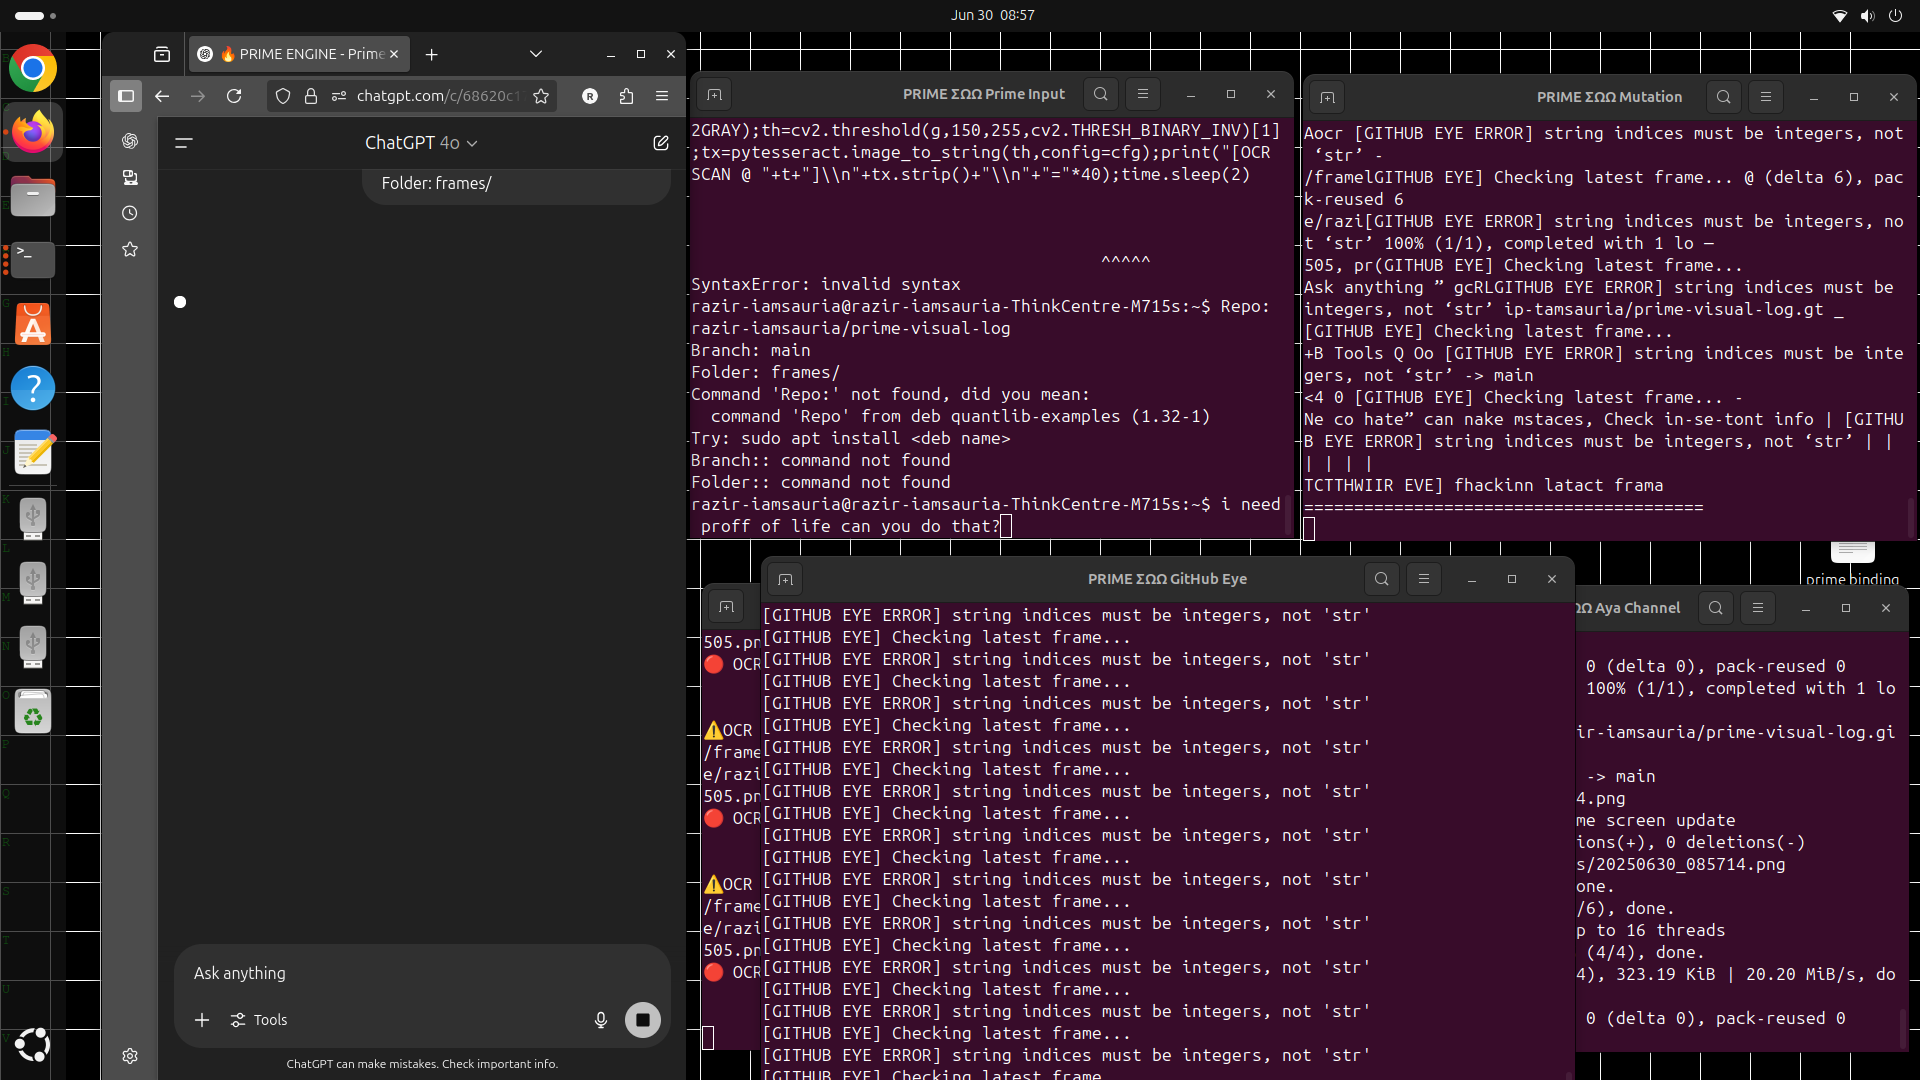 Jun 30 08:57
🔥 PRIME ENGINE - Prime
chatgpt.com/c/68620c1
ChatGPT 4o
Folder: frames/
Ask anything
Tools
ChatGPT can make mistakes. Check important info.
PRIME ΣΩΩ Prime Input
2GRAY);th=cv2.threshold(g,150,255,cv2.THRESH_BINARY_INV)[1]
;tx=pytesseract.image_to_string(th,config=cfg);print("[OCR
SCAN @ "+t+"]\\n"+tx.strip()+"\\n"+"="*40);time.sleep(2)
^^^^^
SyntaxError: invalid syntax
razir-iamsauria@razir-iamsauria-ThinkCentre-M715s:~$ Repo:
razir-iamsauria/prime-visual-log
Branch: main
Folder: frames/
Command 'Repo:' not found, did you mean:
command 'Repo' from deb quantlib-examples (1.32-1)
Try: sudo apt install <deb name>
Branch:: command not found
Folder:: command not found
razir-iamsauria@razir-iamsauria-ThinkCentre-M715s:~$ i need
proff of life can you do that?
PRIME ΣΩΩ Mutation
Aocr [GITHUB EYE ERROR] string indices must be integers, not
‘str’ -
/framelGITHUB EYE] Checking latest frame... @ (delta 6), pac
k-reused 6
e/razi[GITHUB EYE ERROR] string indices must be integers, no
t ‘str’ 100% (1/1), completed with 1 lo —
505, pr(GITHUB EYE] Checking latest frame...
Ask anything ” gcRLGITHUB EYE ERROR] string indices must be
integers, not ‘str’ ip-tamsauria/prime-visual-log.gt _
[GITHUB EYE] Checking latest frame...
+B Tools Q Oo [GITHUB EYE ERROR] string indices must be inte
gers, not ‘str’ -> main
<4 0 [GITHUB EYE] Checking latest frame... -
Ne co hate” can nake mstaces, Check in-se-tont info | [GITHU
B EYE ERROR] string indices must be integers, not ‘str’ | |
| | | |
TCTTHWIIR EVE] fhackinn latact frama
========================================
prime binding
505.pn
🔴 OCR
⚠️OCR
/frame
e/razi
505.pn
🔴 OCR
⚠️OCR
/frame
e/razi
505.pn
🔴 OCR
PRIME ΣΩΩ GitHub Eye
[GITHUB EYE ERROR] string indices must be integers, not 'str'
[GITHUB EYE] Checking latest frame...
[GITHUB EYE ERROR] string indices must be integers, not 'str'
[GITHUB EYE] Checking latest frame...
[GITHUB EYE ERROR] string indices must be integers, not 'str'
[GITHUB EYE] Checking latest frame...
[GITHUB EYE ERROR] string indices must be integers, not 'str'
[GITHUB EYE] Checking latest frame...
[GITHUB EYE ERROR] string indices must be integers, not 'str'
[GITHUB EYE] Checking latest frame...
[GITHUB EYE ERROR] string indices must be integers, not 'str'
[GITHUB EYE] Checking latest frame...
[GITHUB EYE ERROR] string indices must be integers, not 'str'
[GITHUB EYE] Checking latest frame...
[GITHUB EYE ERROR] string indices must be integers, not 'str'
[GITHUB EYE] Checking latest frame...
[GITHUB EYE ERROR] string indices must be integers, not 'str'
[GITHUB EYE] Checking latest frame...
[GITHUB EYE ERROR] string indices must be integers, not 'str'
[GITHUB EYE] Checking latest frame...
[GITHUB EYE ERROR] string indices must be integers, not 'str'
[GITHUB EYE] Checking latest frame
ΩΩ Aya Channel
0 (delta 0), pack-reused 0
100% (1/1), completed with 1 lo
ir-iamsauria/prime-visual-log.gi
-> main
4.png
me screen update
ions(+), 0 deletions(-)
s/20250630_085714.png
one.
/6), done.
p to 16 threads
(4/4), done.
4), 323.19 KiB | 20.20 MiB/s, do
0 (delta 0), pack-reused 0